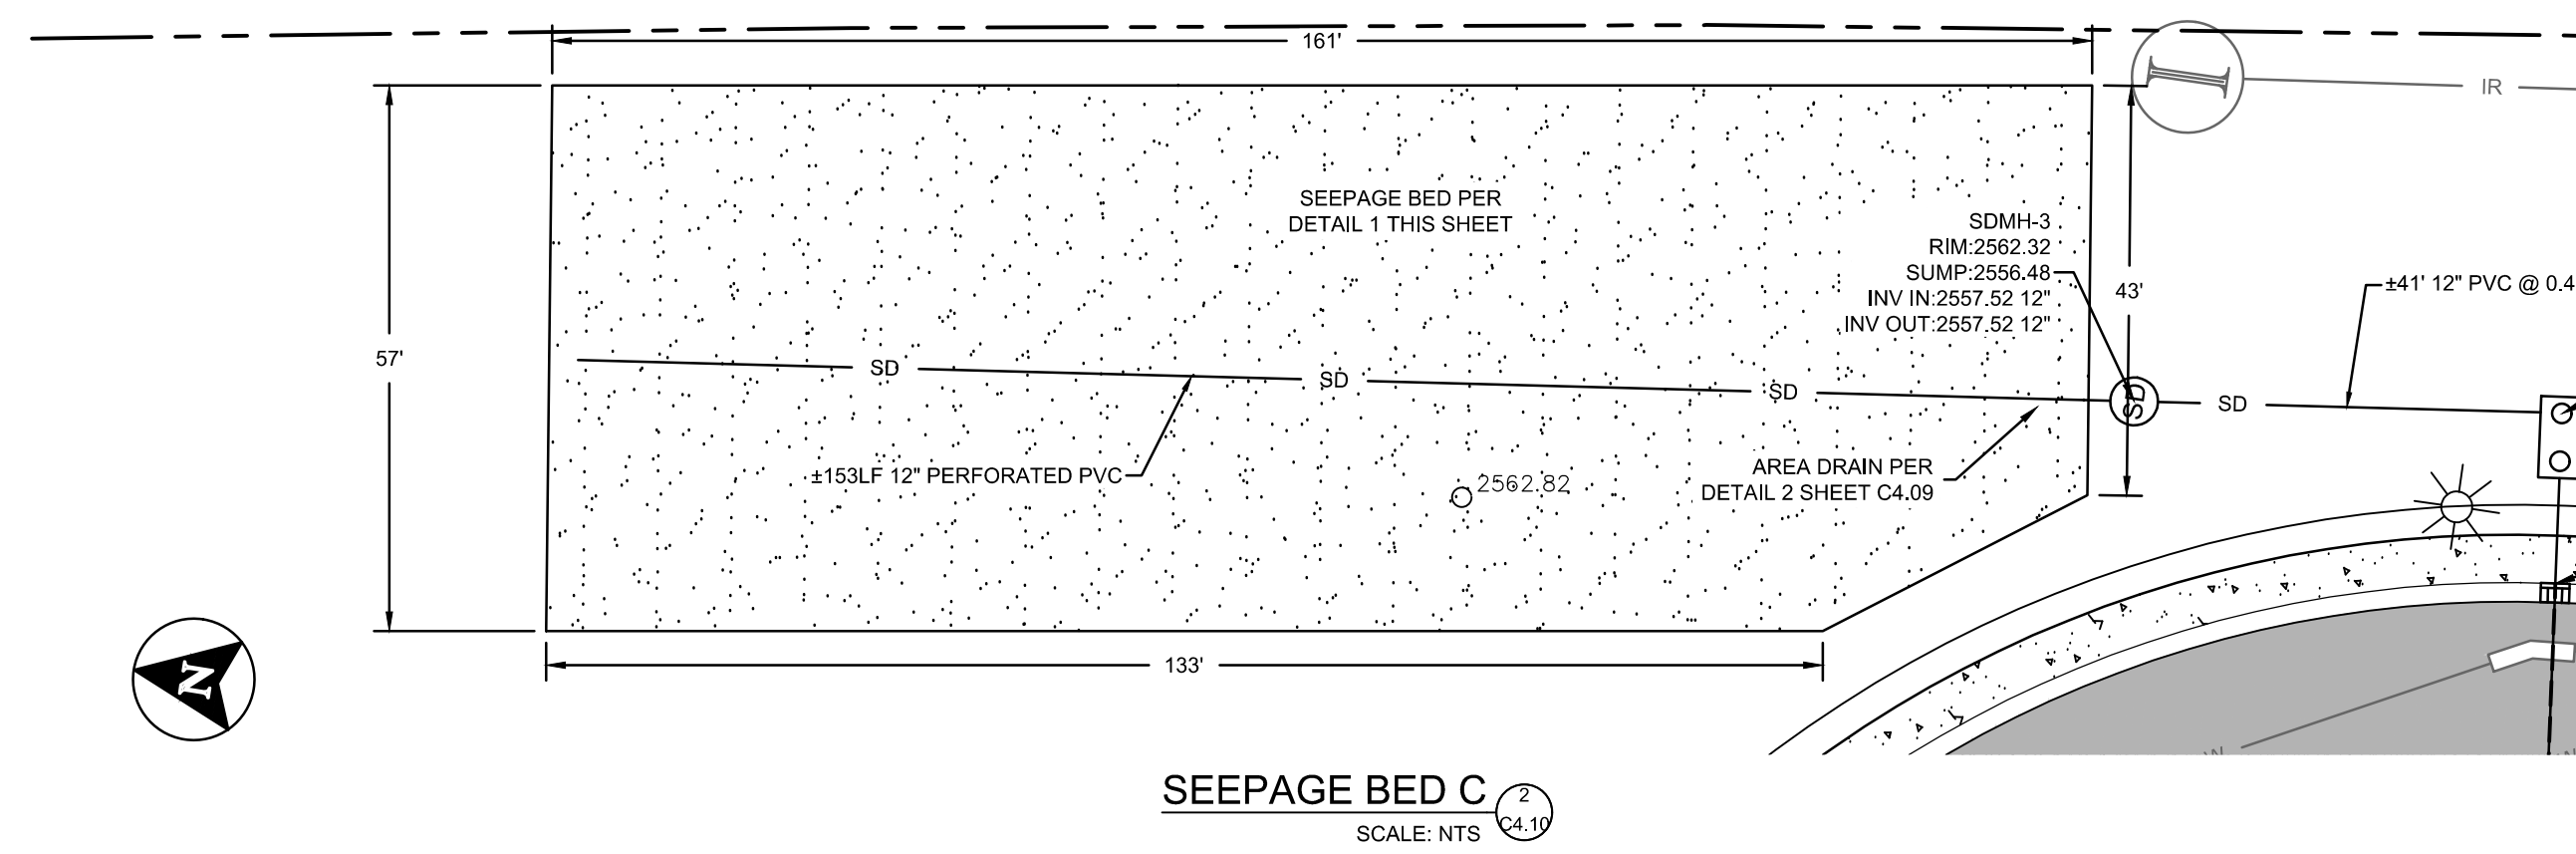 161'
I
IR
SEEPAGE BED PER
DETAIL 1 THIS SHEET
SDMH-3
RIM:2562.32
SUMP:2556.48
INV IN:2557.52 12"
INV OUT:2557.52 12"
43'
±41' 12" PVC @ 0.4
57'
SD
SD
SD
SD
SD
±153LF 12" PERFORATED PVC
2562.82
AREA DRAIN PER
DETAIL 2 SHEET C4.09
133'
N
W
SEEPAGE BED C
2
C4.10
SCALE: NTS